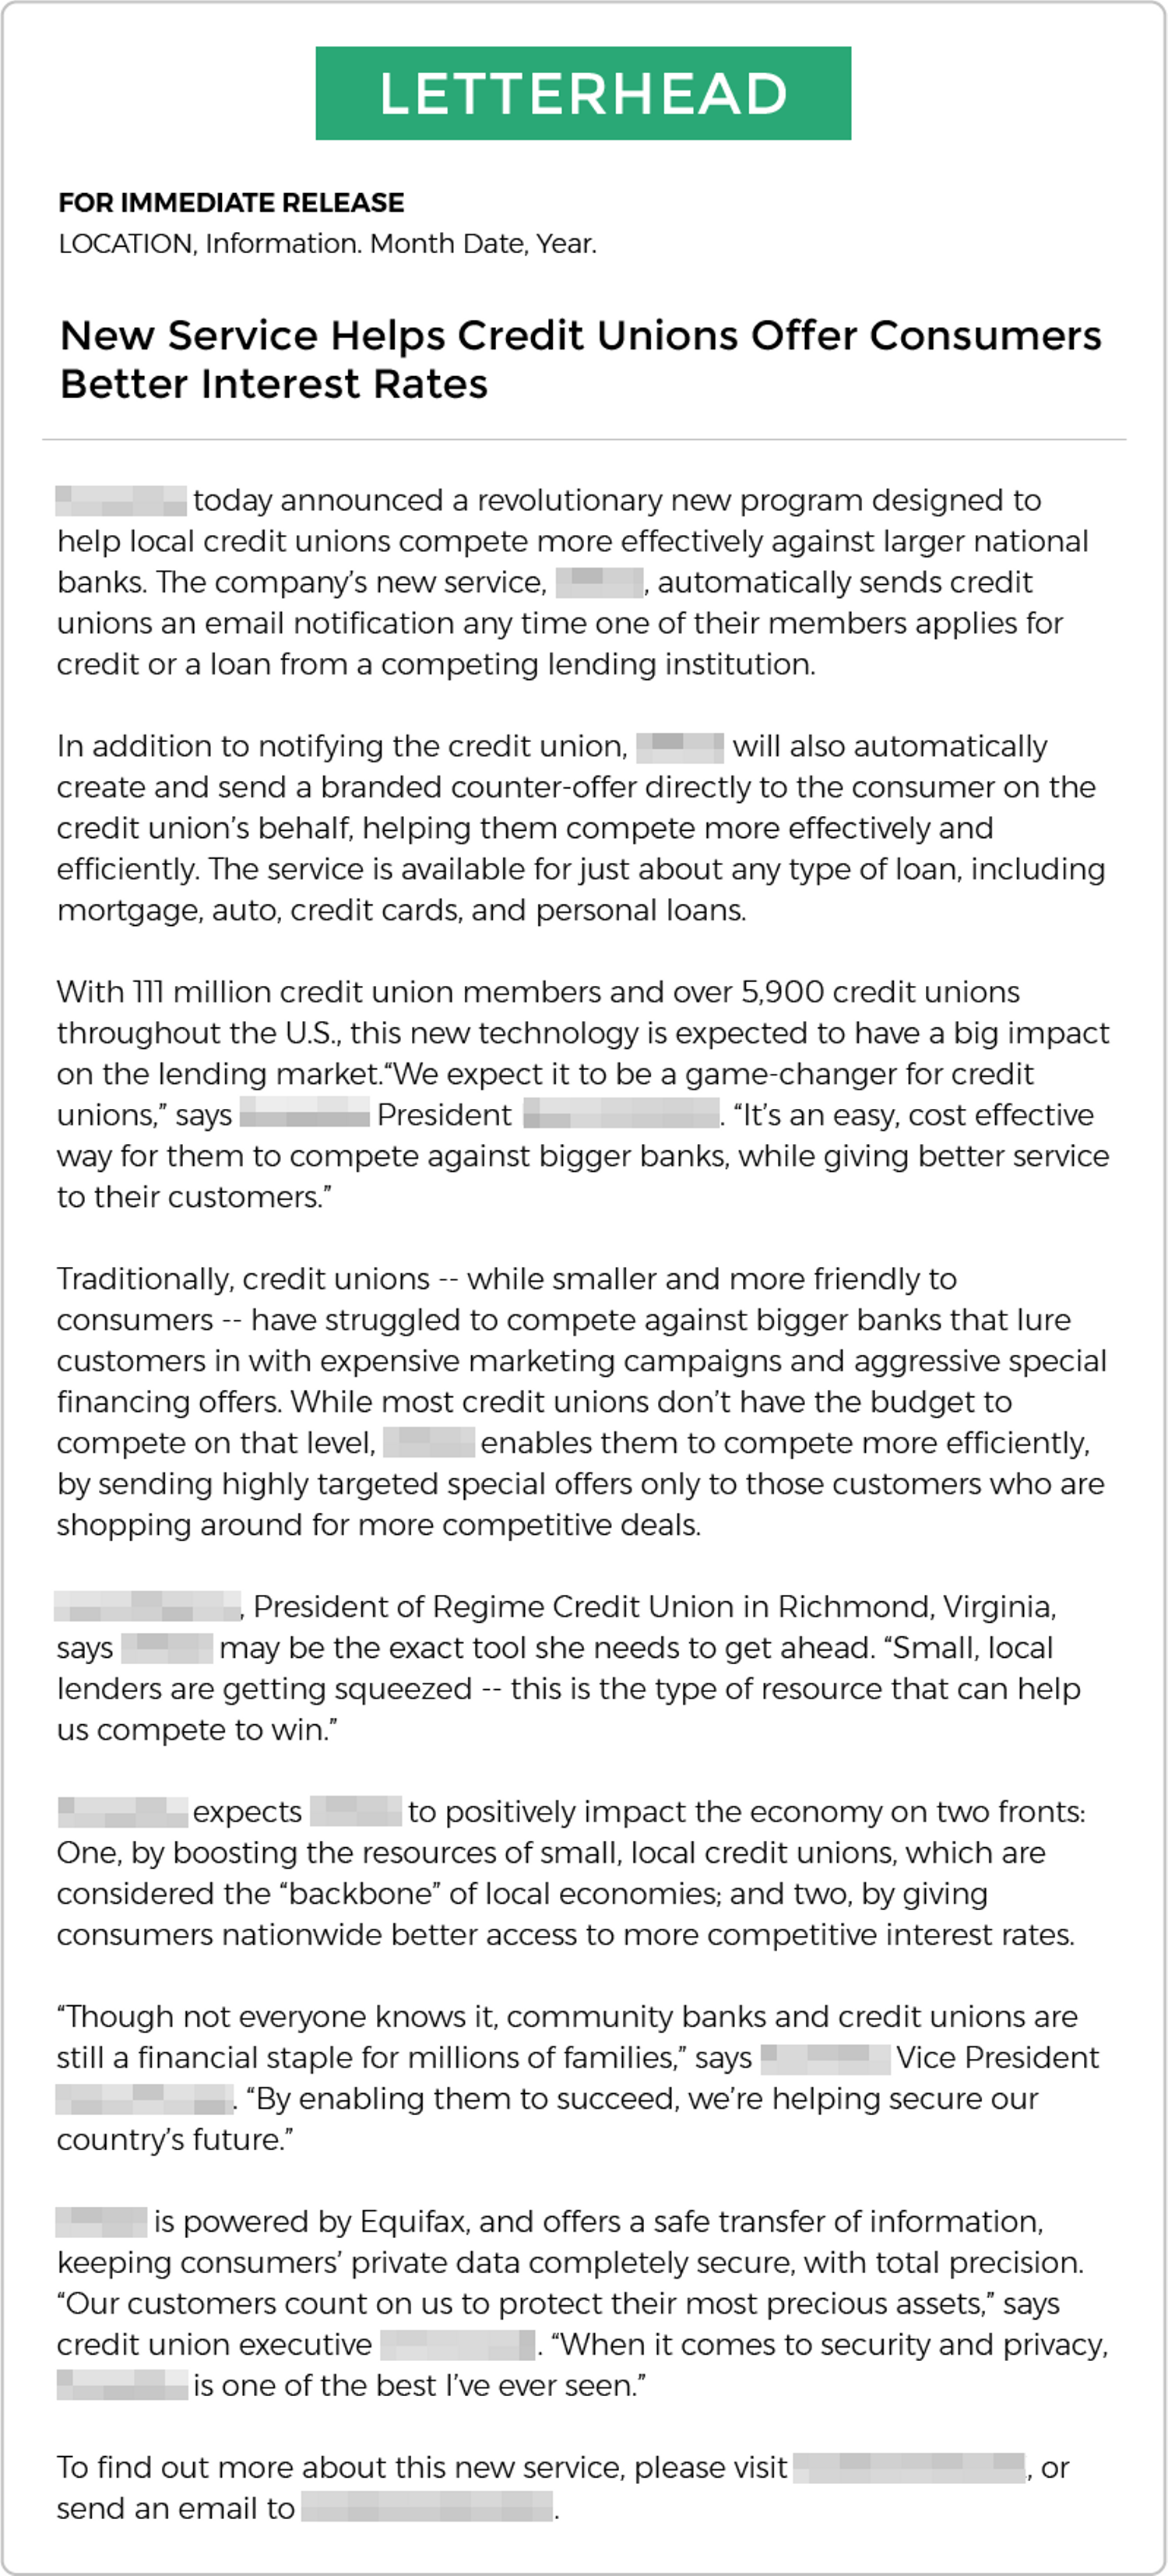 LETTERHEAD
FOR IMMEDIATE RELEASE
LOCATION, Information. Month Date, Year.
New Service Helps Credit Unions Offer Consumers
Better Interest Rates
today announced a revolutionary new program designed to
help local credit unions compete more effectively against larger national
banks. The company’s new service, , automatically sends credit
unions an email notification any time one of their members applies for
credit or a loan from a competing lending institution.
In addition to notifying the credit union, will also automatically
create and send a branded counter-offer directly to the consumer on the
credit union’s behalf, helping them compete more effectively and
efficiently. The service is available for just about any type of loan, including
mortgage, auto, credit cards, and personal loans.
With 111 million credit union members and over 5,900 credit unions
throughout the U.S., this new technology is expected to have a big impact
on the lending market.“We expect it to be a game-changer for credit
unions,” says President . “It’s an easy, cost effective
way for them to compete against bigger banks, while giving better service
to their customers.”
Traditionally, credit unions -- while smaller and more friendly to
consumers -- have struggled to compete against bigger banks that lure
customers in with expensive marketing campaigns and aggressive special
financing offers. While most credit unions don’t have the budget to
compete on that level, enables them to compete more efficiently,
by sending highly targeted special offers only to those customers who are
shopping around for more competitive deals.
, President of Regime Credit Union in Richmond, Virginia,
says may be the exact tool she needs to get ahead. “Small, local
lenders are getting squeezed -- this is the type of resource that can help
us compete to win.”
expects to positively impact the economy on two fronts:
One, by boosting the resources of small, local credit unions, which are
considered the “backbone” of local economies; and two, by giving
consumers nationwide better access to more competitive interest rates.
“Though not everyone knows it, community banks and credit unions are
still a financial staple for millions of families,” says Vice President
. “By enabling them to succeed, we’re helping secure our
country’s future.”
is powered by Equifax, and offers a safe transfer of information,
keeping consumers’ private data completely secure, with total precision.
“Our customers count on us to protect their most precious assets,” says
credit union executive . “When it comes to security and privacy,
is one of the best I’ve ever seen.”
To find out more about this new service, please visit , or
send an email to .